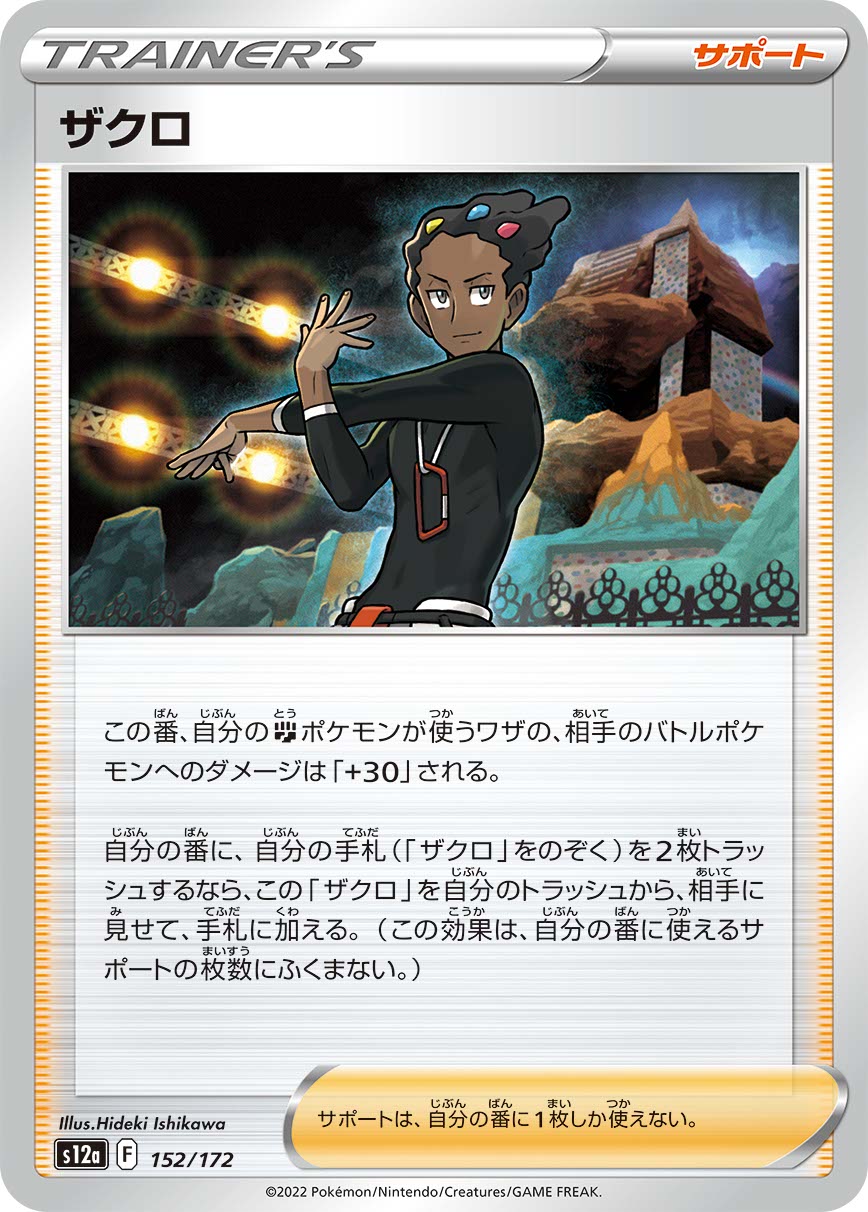 TRAINER'S
サポート
ザクロ
この番、自分の ポケモンが使うワザの、相手のバトルポケ
モンへのダメージは「+30」される。
自分の番に、自分の手札（「ザクロ」をのぞく）を2枚トラッ
シュするなら、この「ザクロ」を自分のトラッシュから、相手に
見せて、手札に加える。（この効果は、自分の番に使えるサ
ポートの枚数にふくまない。）
サポートは、自分の番に1枚しか使えない。
Illus.Hideki Ishikawa
s12a F 152/172
©2022 Pokémon/Nintendo/Creatures/GAME FREAK.